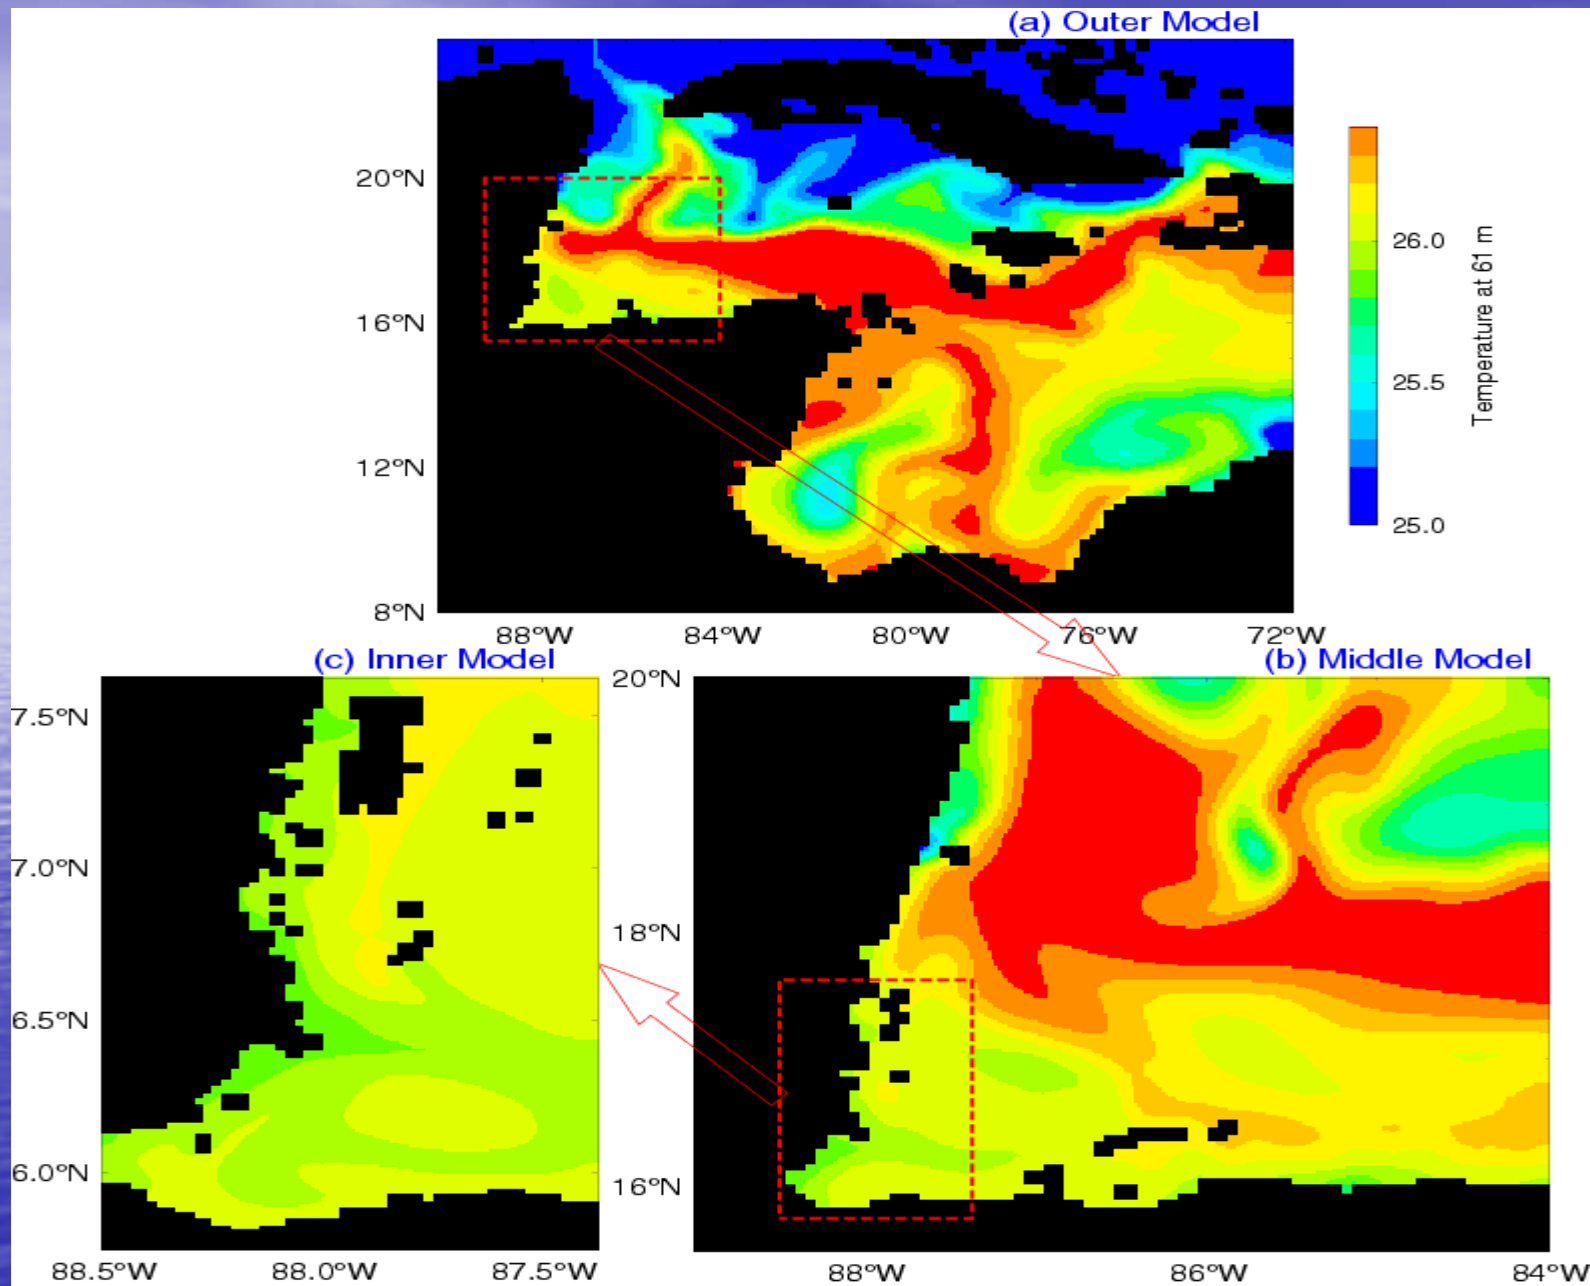 (a) Outer Model
20°N
16°N
12°N
8°N
88°W 84°W 80°W 76°W 72°W
26.0
25.5
25.0
Temperature at 61 m
(c) Inner Model
7.5°N
7.0°N
6.5°N
6.0°N
88.5°W 88.0°W 87.5°W
(b) Middle Model
20°N
18°N
16°N
88°W 86°W 84°W